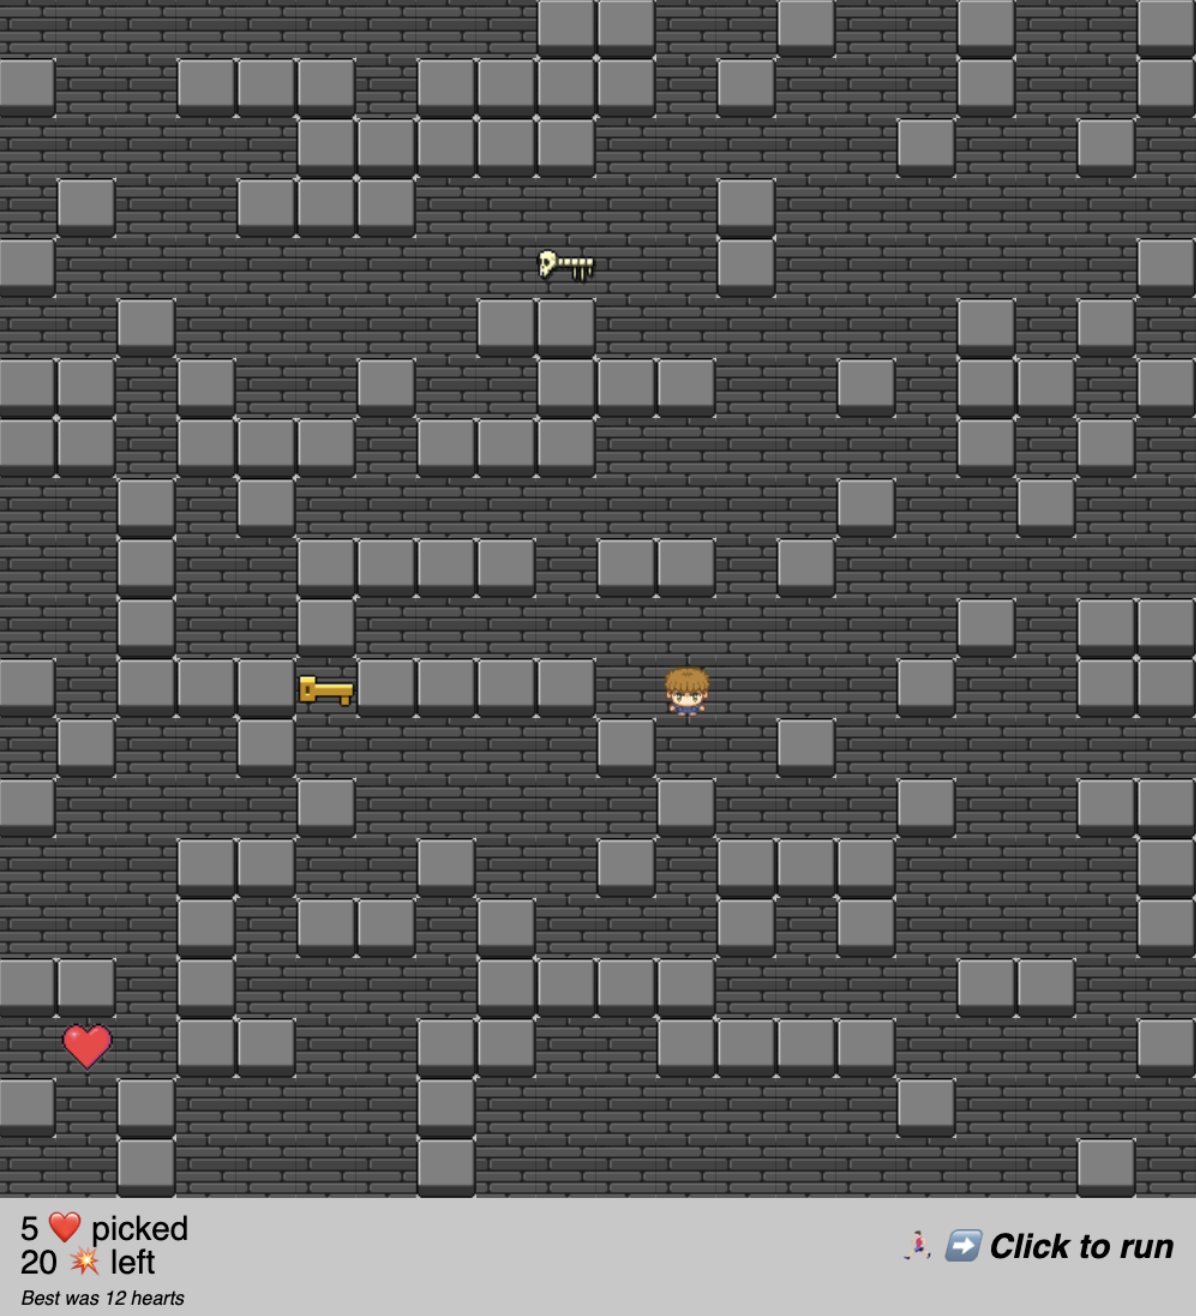 5 ❤️ picked
20 💥 left
Best was 12 hearts
🏃 ➡️ Click to run